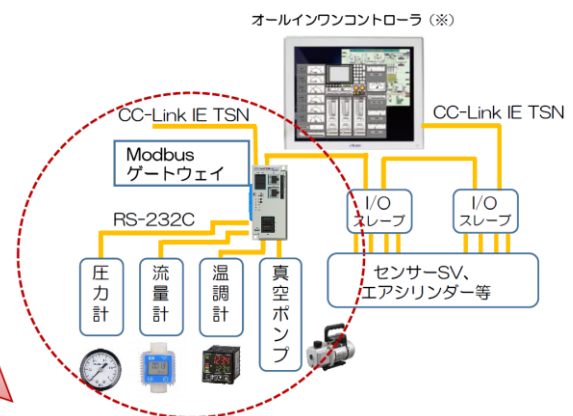 オールインワンコントローラ（※）
CC-Link IE TSN
CC-Link IE TSN
Modbus
ゲートウェイ
RS-232C
I/O
スレーブ
I/O
スレーブ
圧力計
流量計
温調計
真空ポンプ
センサーSV、
エアシリンダー等